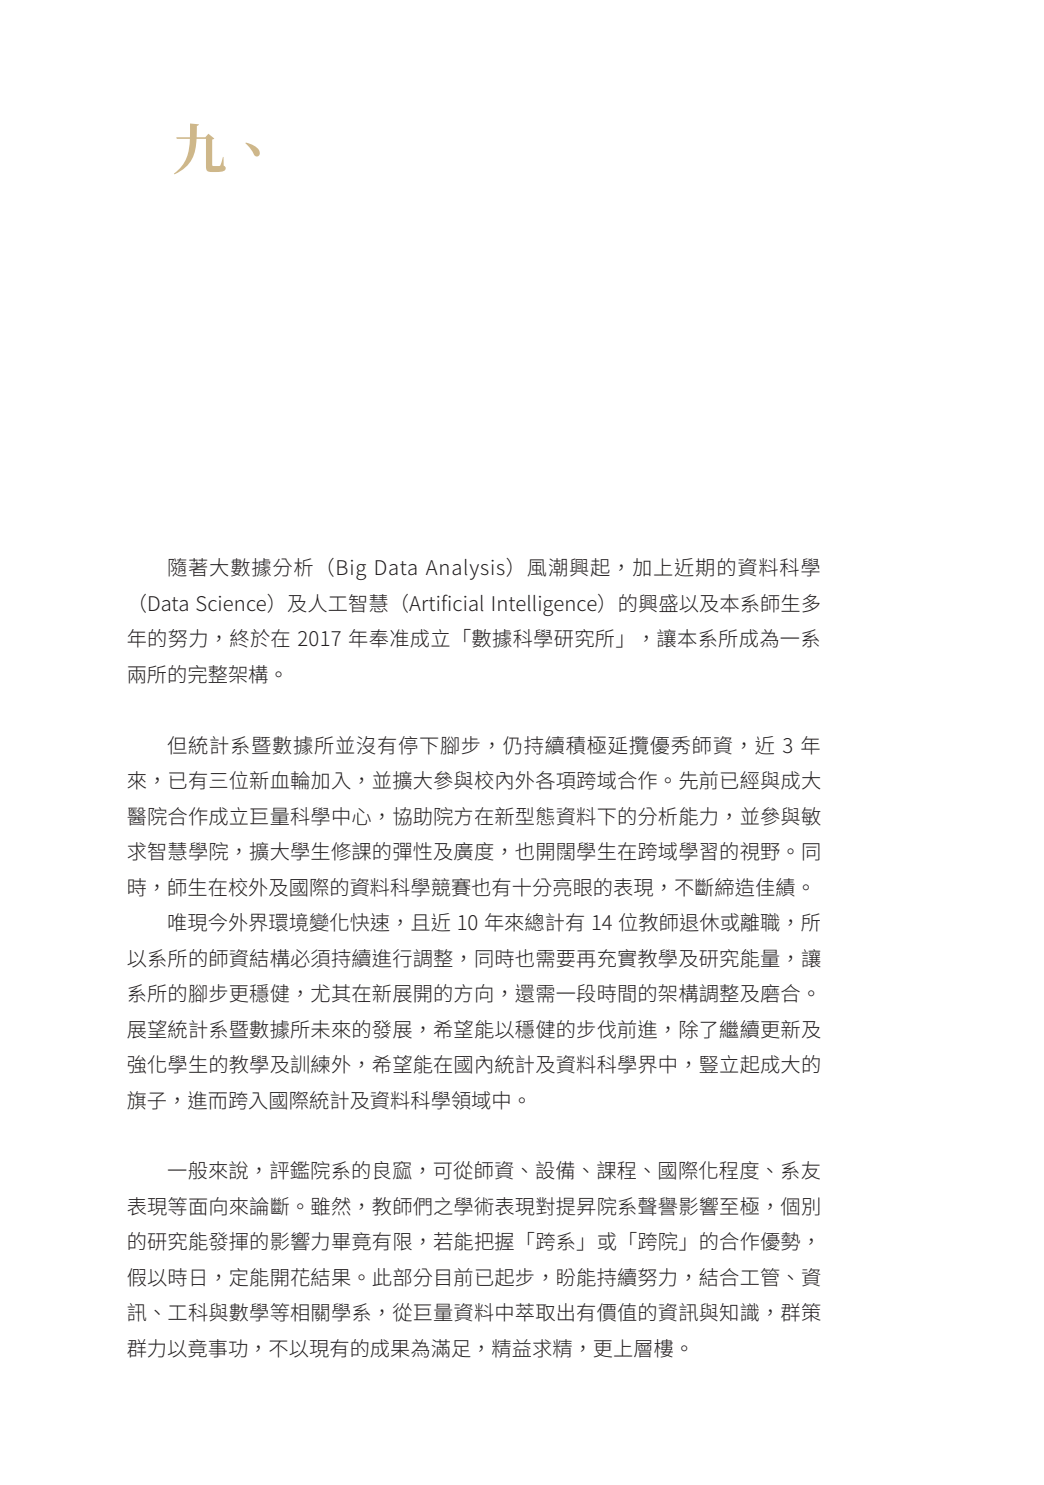 九、
隨著大數據分析（Big Data Analysis）風潮興起，加上近期的資料科學
（Data Science）及人工智慧（Artificial Intelligence）的興盛以及本系師生多
年的努力，終於在 2017 年奉准成立「數據科學研究所」，讓本系所成為一系
兩所的完整架構。
但統計系暨數據所並沒有停下腳步，仍持續積極延攬優秀師資，近 3 年
來，已有三位新血輪加入，並擴大參與校內外各項跨域合作。先前已經與成大
醫院合作成立巨量科學中心，協助院方在新型態資料下的分析能力，並參與敏
求智慧學院，擴大學生修課的彈性及廣度，也開闊學生在跨域學習的視野。同
時，師生在校外及國際的資料科學競賽也有十分亮眼的表現，不斷締造佳績。
唯現今外界環境變化快速，且近 10 年來總計有 14 位教師退休或離職，所
以系所的師資結構必須持續進行調整，同時也需要再充實教學及研究能量，讓
系所的腳步更穩健，尤其在新展開的方向，還需一段時間的架構調整及磨合。
展望統計系暨數據所未來的發展，希望能以穩健的步伐前進，除了繼續更新及
強化學生的教學及訓練外，希望能在國內統計及資料科學界中，豎立起成大的
旗子，進而跨入國際統計及資料科學領域中。
一般來說，評鑑院系的良窳，可從師資、設備、課程、國際化程度、系友
表現等面向來論斷。雖然，教師們之學術表現對提昇院系聲譽影響至極，個別
的研究能發揮的影響力畢竟有限，若能把握「跨系」或「跨院」的合作優勢，
假以時日，定能開花結果。此部分目前已起步，盼能持續努力，結合工管、資
訊、工科與數學等相關學系，從巨量資料中萃取出有價值的資訊與知識，群策
群力以竟事功，不以現有的成果為滿足，精益求精，更上層樓。